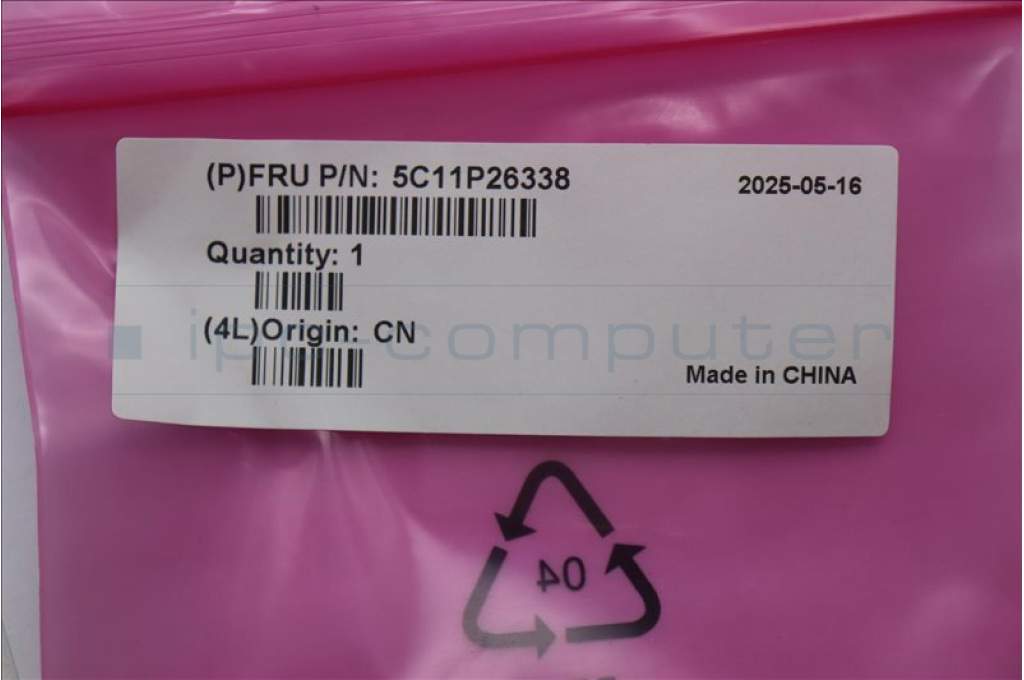 (P)FRU P/N: 5C11P26338
2025-05-16
Quantity: 1
(4L)Origin: CN
ipc-computer
Made in CHINA
04